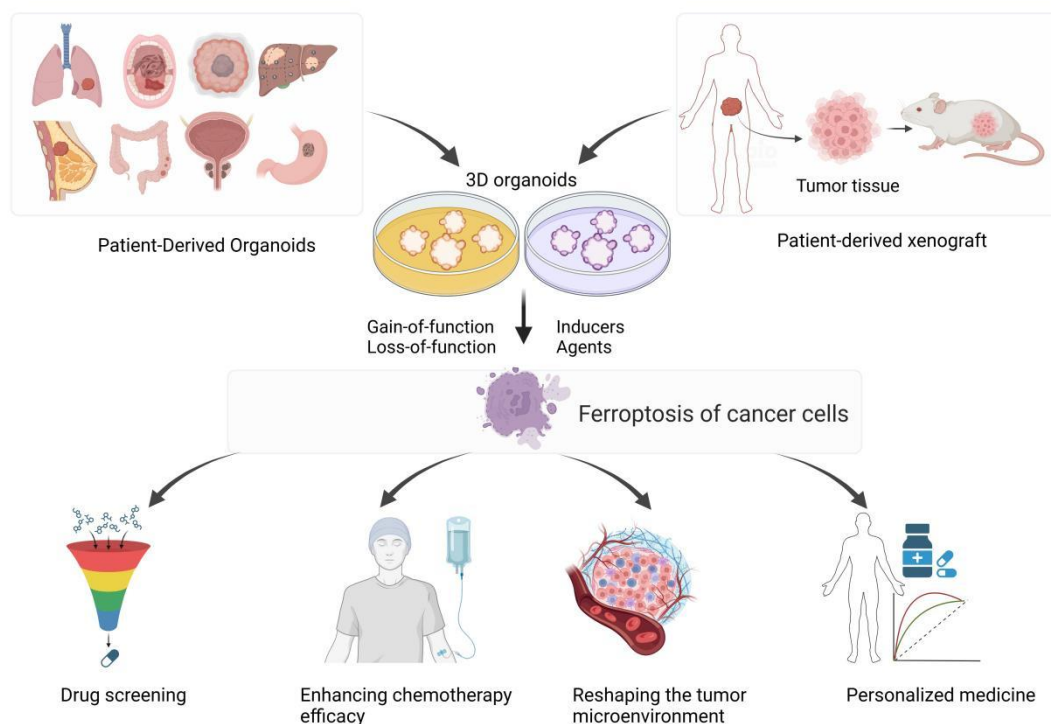 3D organoids
Tumor tissue
Patient-Derived Organoids
Patient-derived xenograft
Gain-of-function
Loss-of-function
Inducers
Agents
Ferroptosis of cancer cells
Drug screening
Enhancing chemotherapy
efficacy
Reshaping the tumor
microenvironment
Personalized medicine